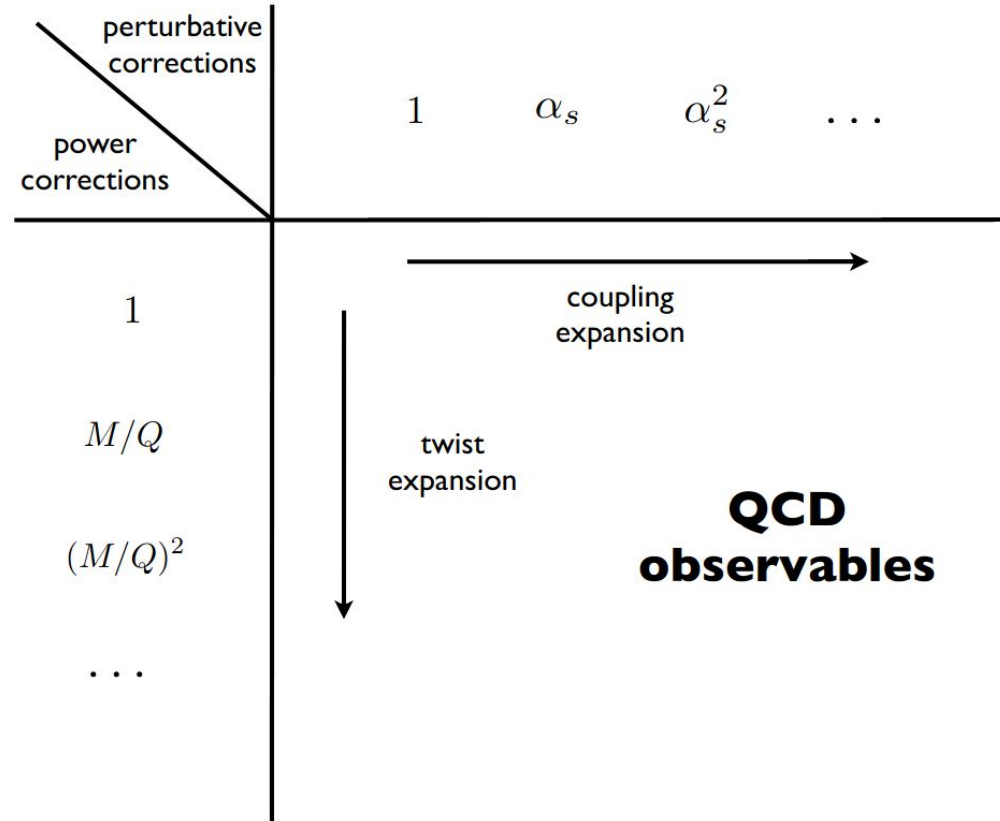 perturbative
corrections
power
corrections
1 α_s α_s^2 ...
coupling
expansion
1
M/Q
twist
expansion
(M/Q)^2
QCD
observables
...